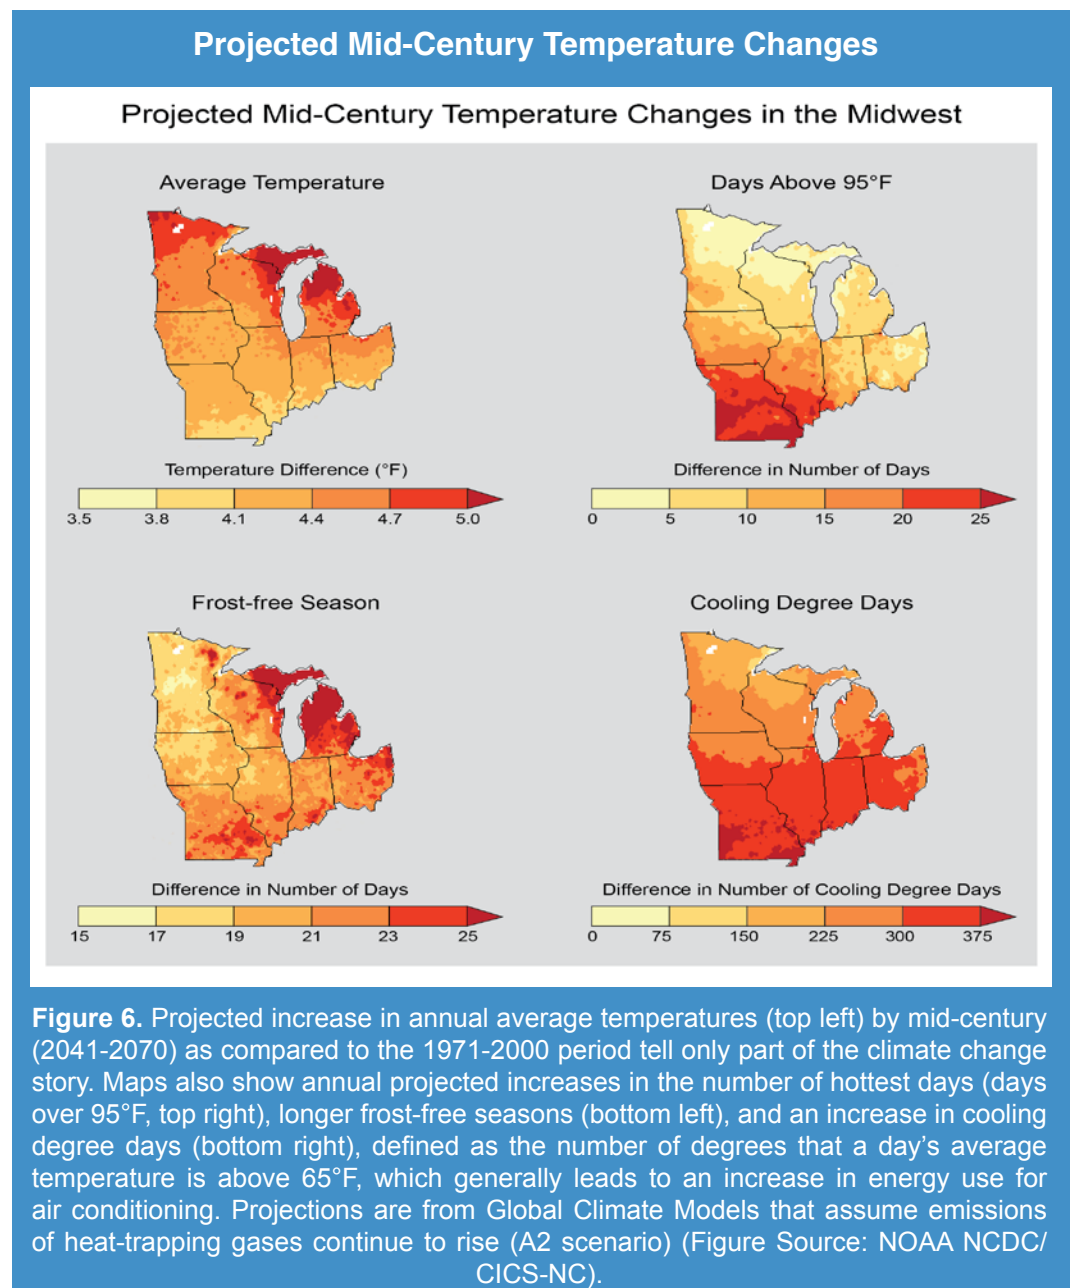 Projected Mid-Century Temperature Changes
Projected Mid-Century Temperature Changes in the Midwest
Average Temperature
Days Above 95°F
Temperature Difference (°F)
3.5 3.8 4.1 4.4 4.7 5.0
Difference in Number of Days
0 5 10 15 20 25
Frost-free Season
Cooling Degree Days
Difference in Number of Days
15 17 19 21 23 25
Difference in Number of Cooling Degree Days
0 75 150 225 300 375
Figure 6. Projected increase in annual average temperatures (top left) by mid-century
(2041-2070) as compared to the 1971-2000 period tell only part of the climate change
story. Maps also show annual projected increases in the number of hottest days (days
over 95°F, top right), longer frost-free seasons (bottom left), and an increase in cooling
degree days (bottom right), defined as the number of degrees that a day's average
temperature is above 65°F, which generally leads to an increase in energy use for
air conditioning. Projections are from Global Climate Models that assume emissions
of heat-trapping gases continue to rise (A2 scenario) (Figure Source: NOAA NCDC/
CICS-NC).